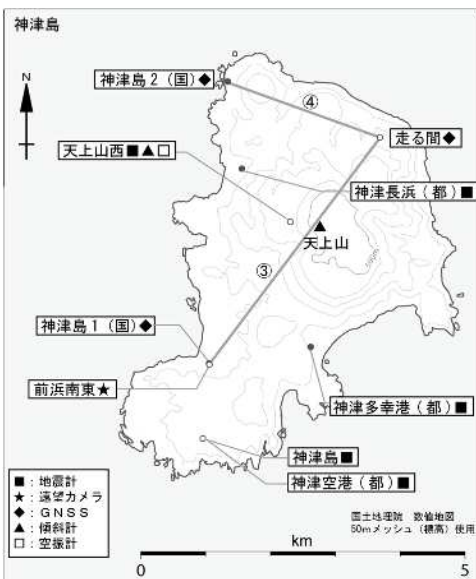 神津島
N
神津島2(国)◆
④
走る間◆
天上山西■▲□
神津長浜(都)■
天上山
③
神津島1(国)◆
前浜南東★
神津多幸港(都)■
神津島■
神津空港(都)■
■:地震計
★:遠望カメラ
◆:GNSS
▲:傾斜計
□:空振計
国土地理院 数値地図
50mメッシュ(標高)使用
km
0 5